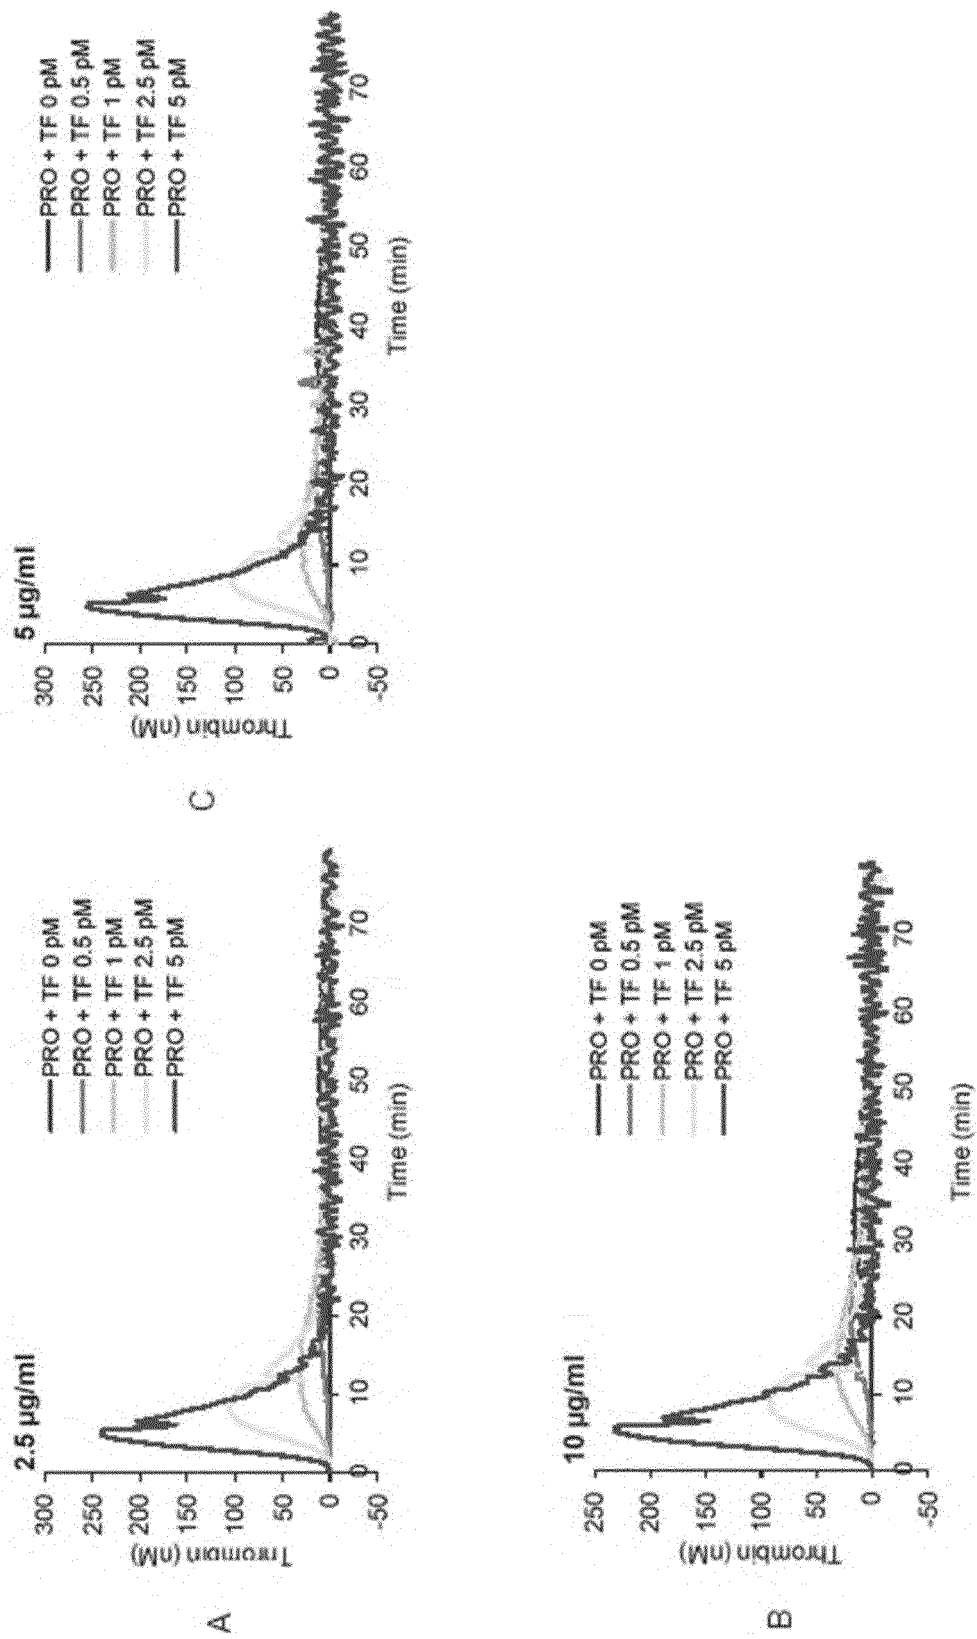 A
2.5 µg/ml
PRO + TF 0 pM
PRO + TF 0.5 pM
PRO + TF 1 pM
PRO + TF 2.5 pM
PRO + TF 5 pM
Thrombin (nM)
300
250
200
150
100
50
0
-50
0 10 20 30 40 50 60 70
Time (min)
C
5 µg/ml
PRO + TF 0 pM
PRO + TF 0.5 pM
PRO + TF 1 pM
PRO + TF 2.5 pM
PRO + TF 5 pM
Thrombin (nM)
300
250
200
150
100
50
0
-50
0 10 20 30 40 50 60 70
Time (min)
B
10 µg/ml
PRO + TF 0 pM
PRO + TF 0.5 pM
PRO + TF 1 pM
PRO + TF 2.5 pM
PRO + TF 5 pM
Thrombin (nM)
250
200
150
100
50
0
-50
0 10 20 30 40 50 60 70
Time (min)